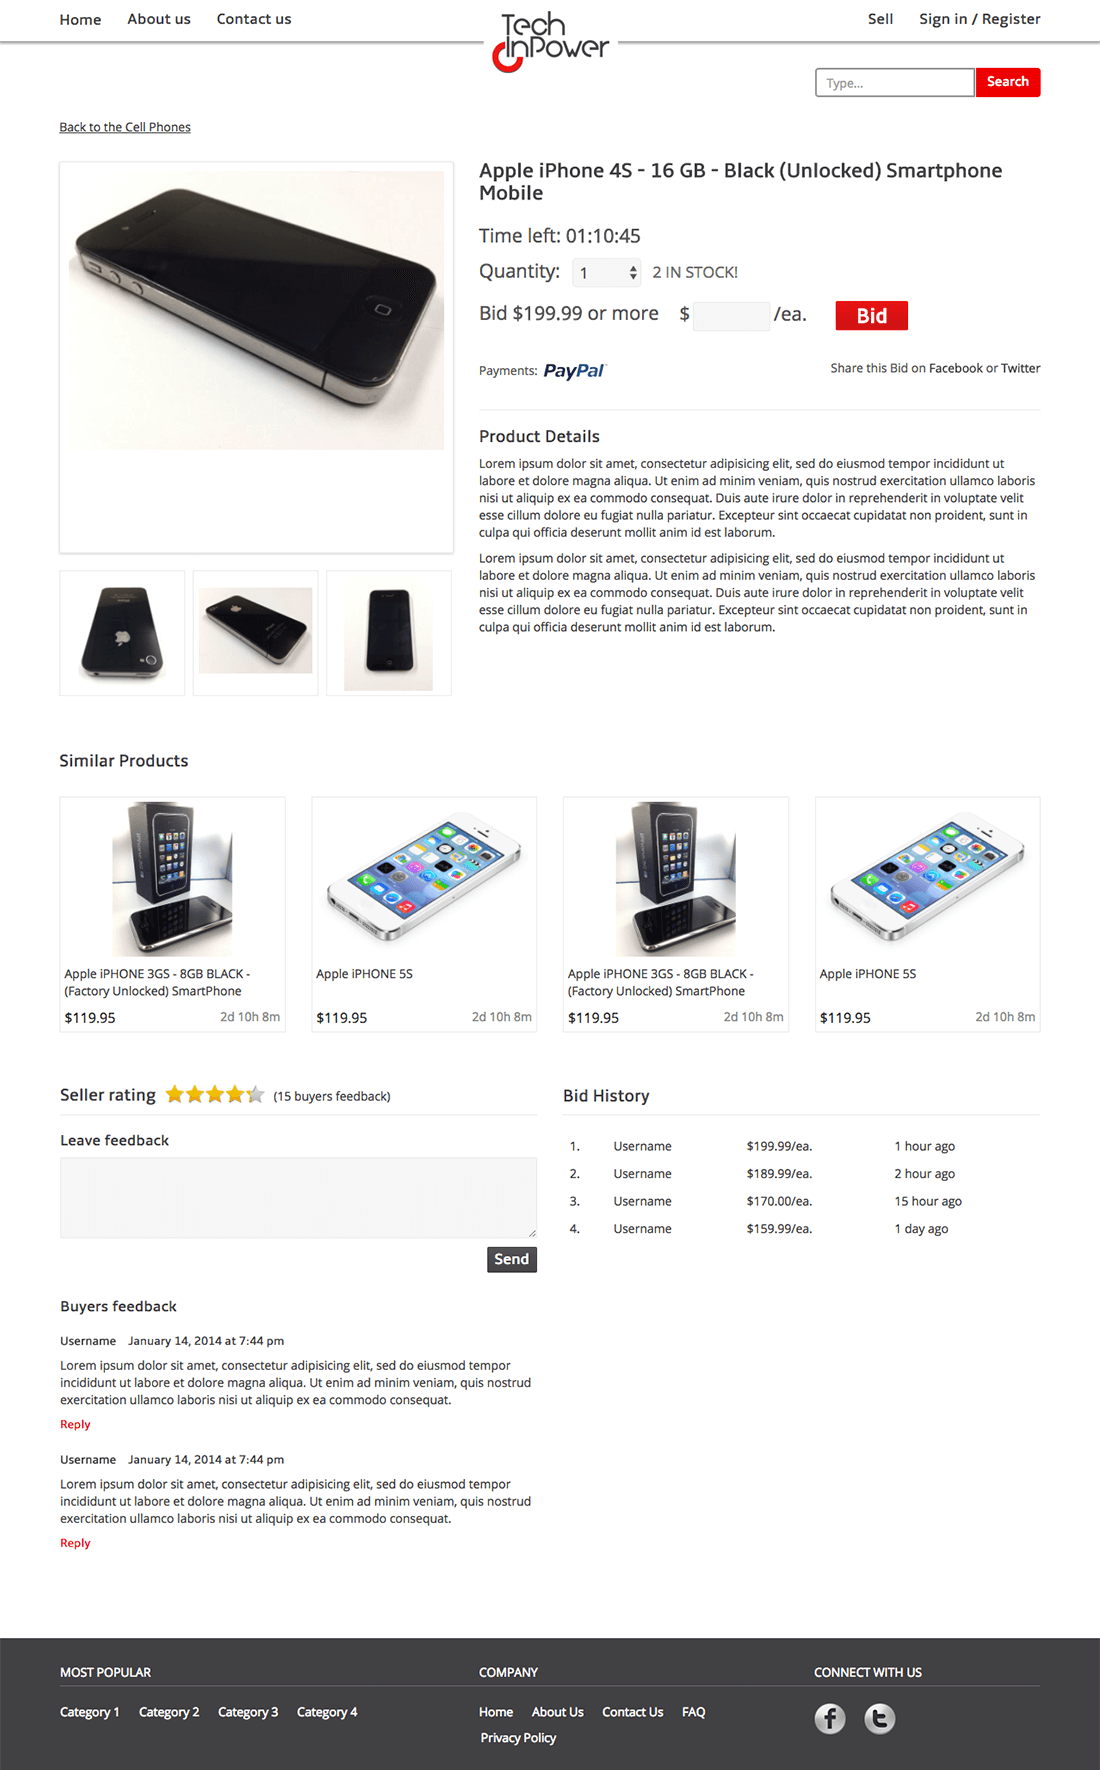 Home About us Contact us
Tech
inPower
Sell Sign in / Register
Type... Search
Back to the Cell Phones
Apple iPhone 4S - 16 GB - Black (Unlocked) Smartphone
Mobile
Time left: 01:10:45
Quantity: 1 2 IN STOCK!
Bid $199.99 or more $ /ea. Bid
Payments: PayPal
Share this Bid on Facebook or Twitter
Product Details
Lorem ipsum dolor sit amet, consectetur adipisicing elit, sed do eiusmod tempor incididunt ut
labore et dolore magna aliqua. Ut enim ad minim veniam, quis nostrud exercitation ullamco laboris
nisi ut aliquip ex ea commodo consequat. Duis aute irure dolor in reprehenderit in voluptate velit
esse cillum dolore eu fugiat nulla pariatur. Excepteur sint occaecat cupidatat non proident, sunt in
culpa qui officia deserunt mollit anim id est laborum.
Lorem ipsum dolor sit amet, consectetur adipisicing elit, sed do eiusmod tempor incididunt ut
labore et dolore magna aliqua. Ut enim ad minim veniam, quis nostrud exercitation ullamco laboris
nisi ut aliquip ex ea commodo consequat. Duis aute irure dolor in reprehenderit in voluptate velit
esse cillum dolore eu fugiat nulla pariatur. Excepteur sint occaecat cupidatat non proident, sunt in
culpa qui officia deserunt mollit anim id est laborum.
Similar Products
Apple iPHONE 3GS - 8GB BLACK -
(Factory Unlocked) SmartPhone
$119.95 2d 10h 8m
Apple iPHONE 5S
$119.95 2d 10h 8m
Apple iPHONE 3GS - 8GB BLACK -
(Factory Unlocked) SmartPhone
$119.95 2d 10h 8m
Apple iPHONE 5S
$119.95 2d 10h 8m
Seller rating (15 buyers feedback)
Leave feedback
Send
Buyers feedback
Username January 14, 2014 at 7:44 pm
Lorem ipsum dolor sit amet, consectetur adipisicing elit, sed do eiusmod tempor
incididunt ut labore et dolore magna aliqua. Ut enim ad minim veniam, quis nostrud
exercitation ullamco laboris nisi ut aliquip ex ea commodo consequat.
Reply
Username January 14, 2014 at 7:44 pm
Lorem ipsum dolor sit amet, consectetur adipisicing elit, sed do eiusmod tempor
incididunt ut labore et dolore magna aliqua. Ut enim ad minim veniam, quis nostrud
exercitation ullamco laboris nisi ut aliquip ex ea commodo consequat.
Reply
Bid History
1. Username $199.99/ea. 1 hour ago
2. Username $189.99/ea. 2 hour ago
3. Username $170.00/ea. 15 hour ago
4. Username $159.99/ea. 1 day ago
MOST POPULAR
Category 1 Category 2 Category 3 Category 4
COMPANY
Home About Us Contact Us FAQ
Privacy Policy
CONNECT WITH US
f t